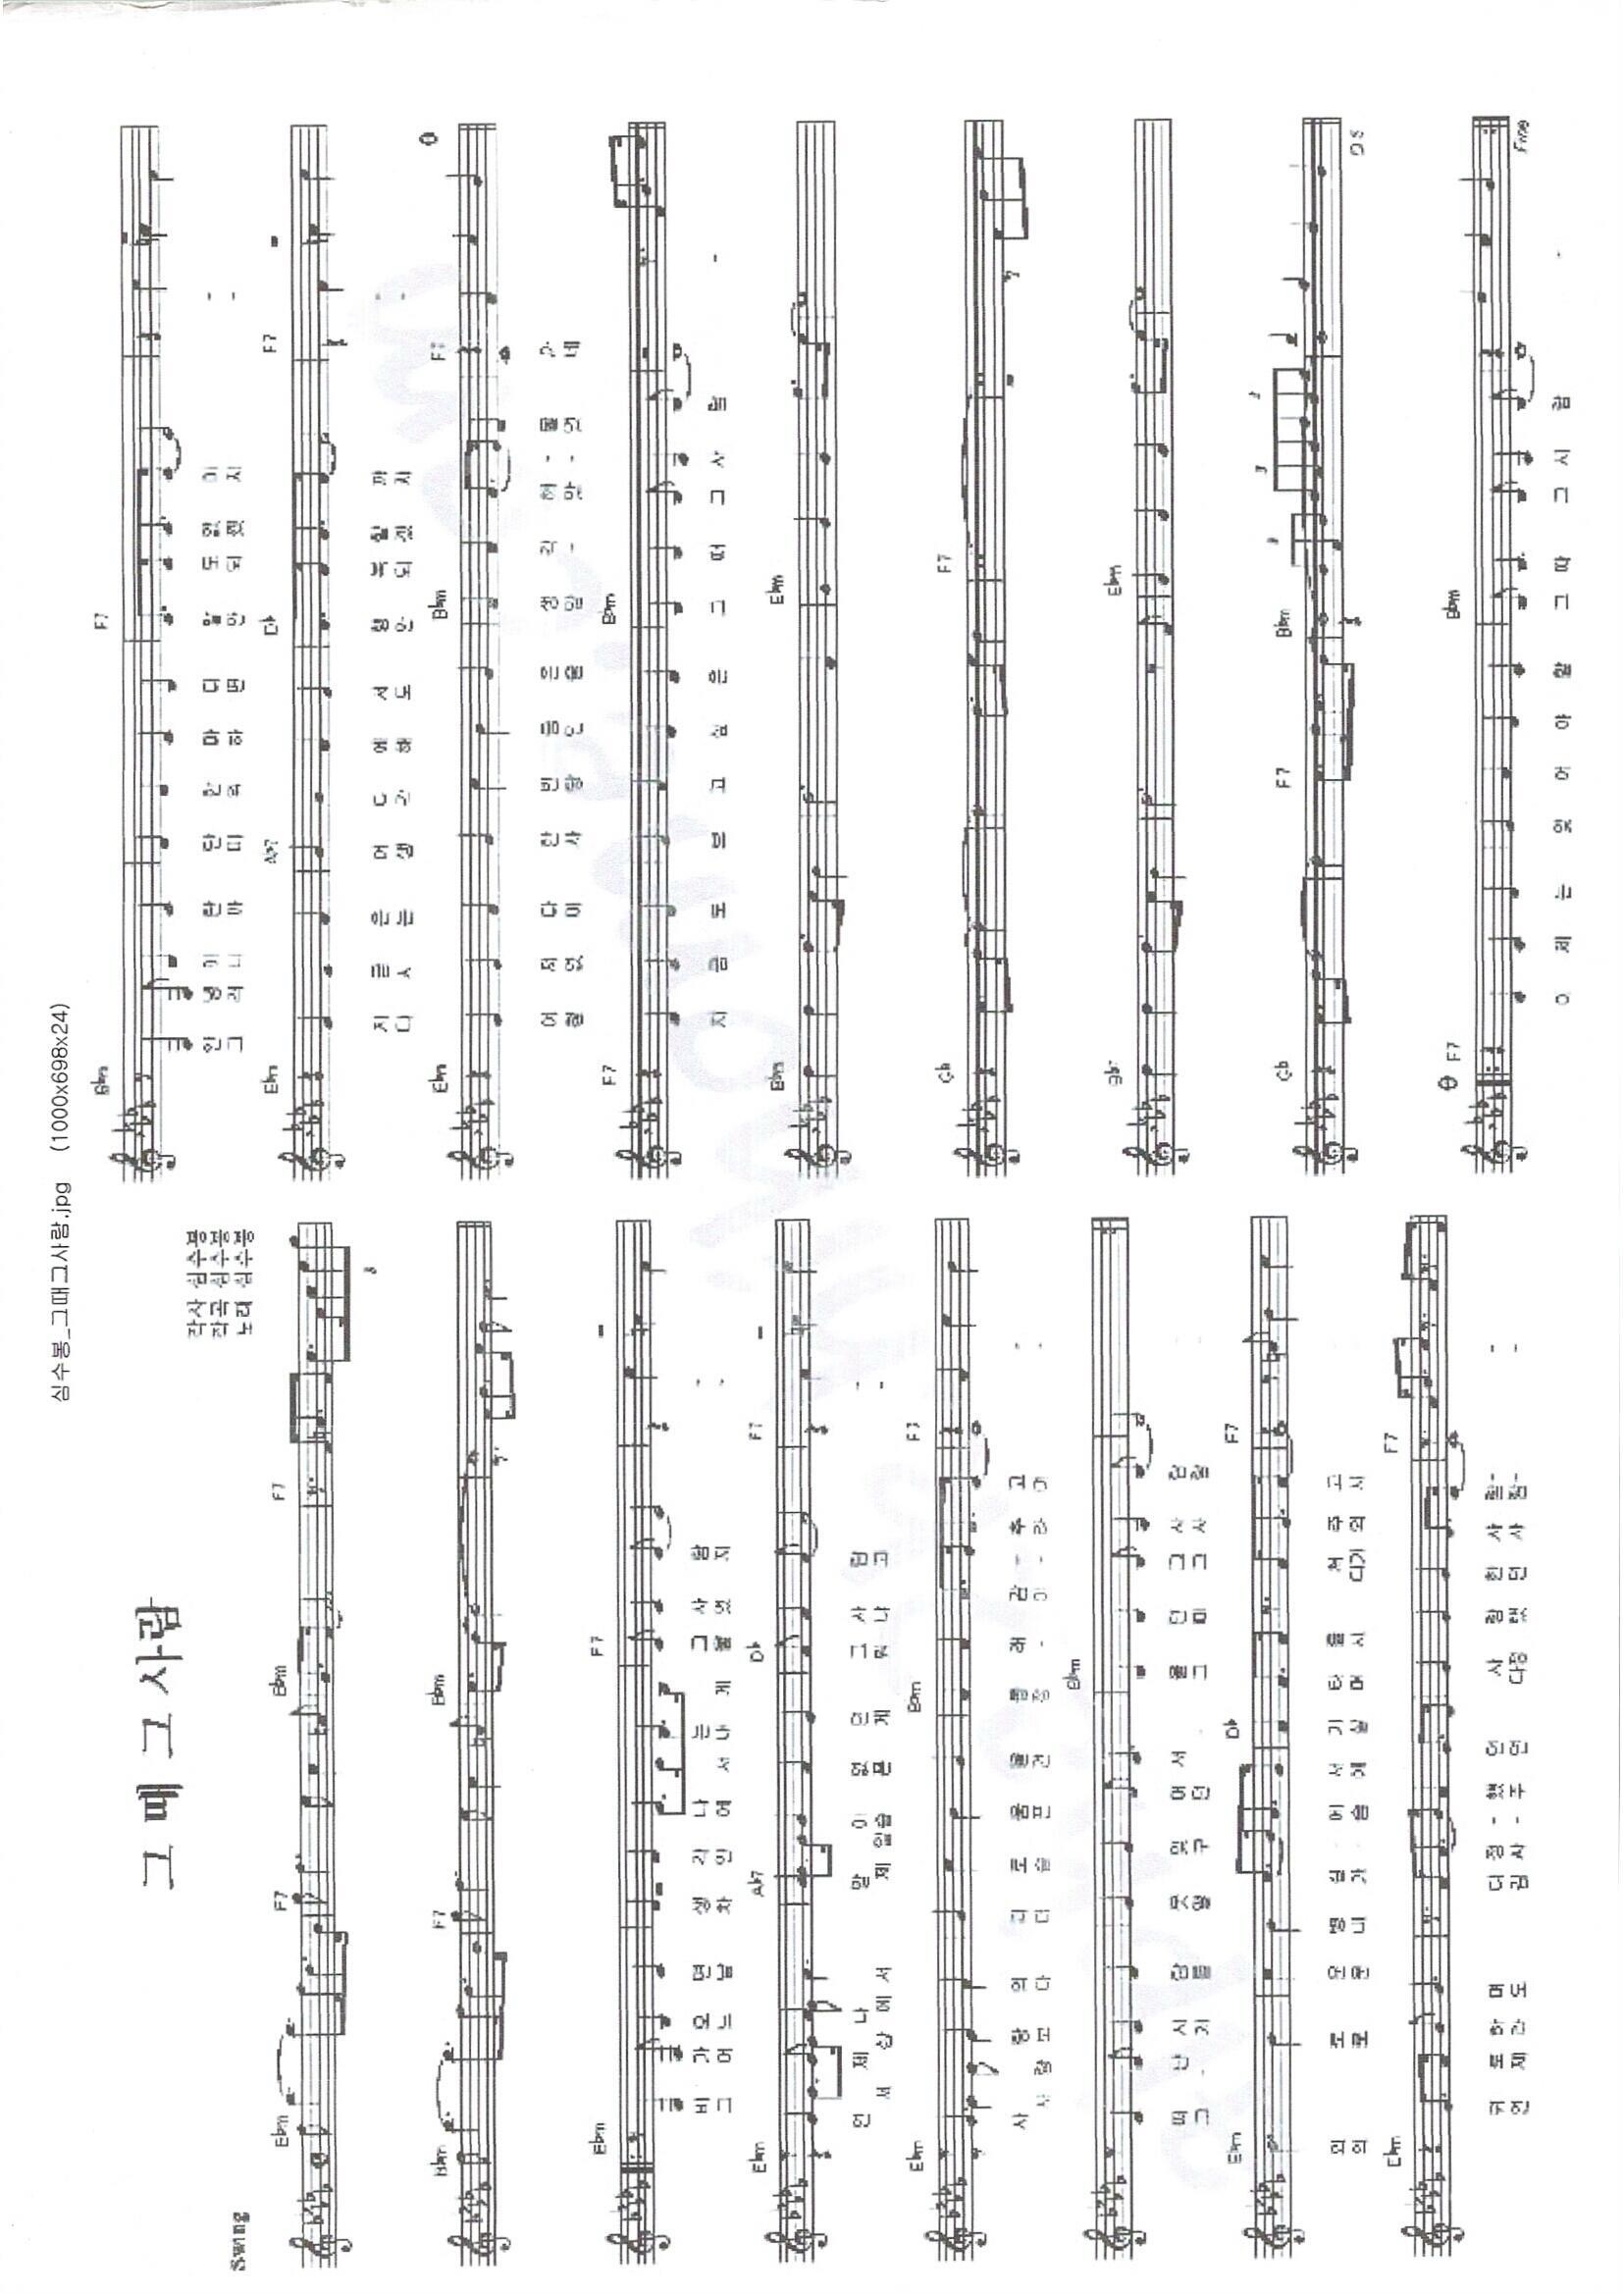 심수봉_그때그사람.jpg (1000x698x24)
그 때 그 사람
작사 심수봉
작곡 심수봉
노래 심수봉
Swing
Ebm F7 Bbm F7
3
Bbm F7 Bbm
Ebm F7
비 가 오 면 생 각 나 는 그 사 람 -
그 어 느 날 차 안 에 서 내 게 물 었 지 -
Ebm Ab7 Db F7
언 제 나 말 이 없 던 그 사 람 -
세 상 에 서 제 일 슬 픈 게 뭐 냐 고 -
Ebm Bbm F7
사 랑 의 괴 로 움 을 몰 래 감 - 추 고 -
사 랑 보 다 더 슬 픈 건 정 - 이 - 라 며 -
Bbm
떠 난 사 람 못 잊 어 서 울 던 그 사 람 -
그 - 기 를 떨 구 던 - 그 때 그 사 람 -
Ebm Db F7
외 로 운 병 실 - 에 서 기 타 를 쳐 주 고 -
외 로 운 내 가 - 슴 에 살 며 시 다가 와 서
Ebm F7
위 로 하 며 다 정 - 했 던 사 랑 한 사 람 - -
언 제 라 도 감 싸 - 주 던 다정 했 던 사 람 - -
Bbm F7
안 녕 이 란 단 한 마 디 말 도 없 이 -
그 러 니 까 미 워 하 면 안 되 겠 지 -
Ebm Ab7 Db F7
지 금 은 어 디 에 서 행 복 할 까 -
다 시 는 생 각 해 도 안 되 겠 지 -
Ebm Bbm F7
어 쩌 다 한 번 쯤 은 생 각 해 - 볼 까
철 없 이 사 랑 인 줄 알 - 았 - 었 네
F7 Bbm
지 금 도 보 고 싶 은 그 때 그 사 람 -
Bbm Ebm
Gb F7
Ebm
Gb F7 Bbm 3 3 3
D S
F7 Bbm
Fine
이 제 는 잊 어 야 할 그 때 그 사 람 -